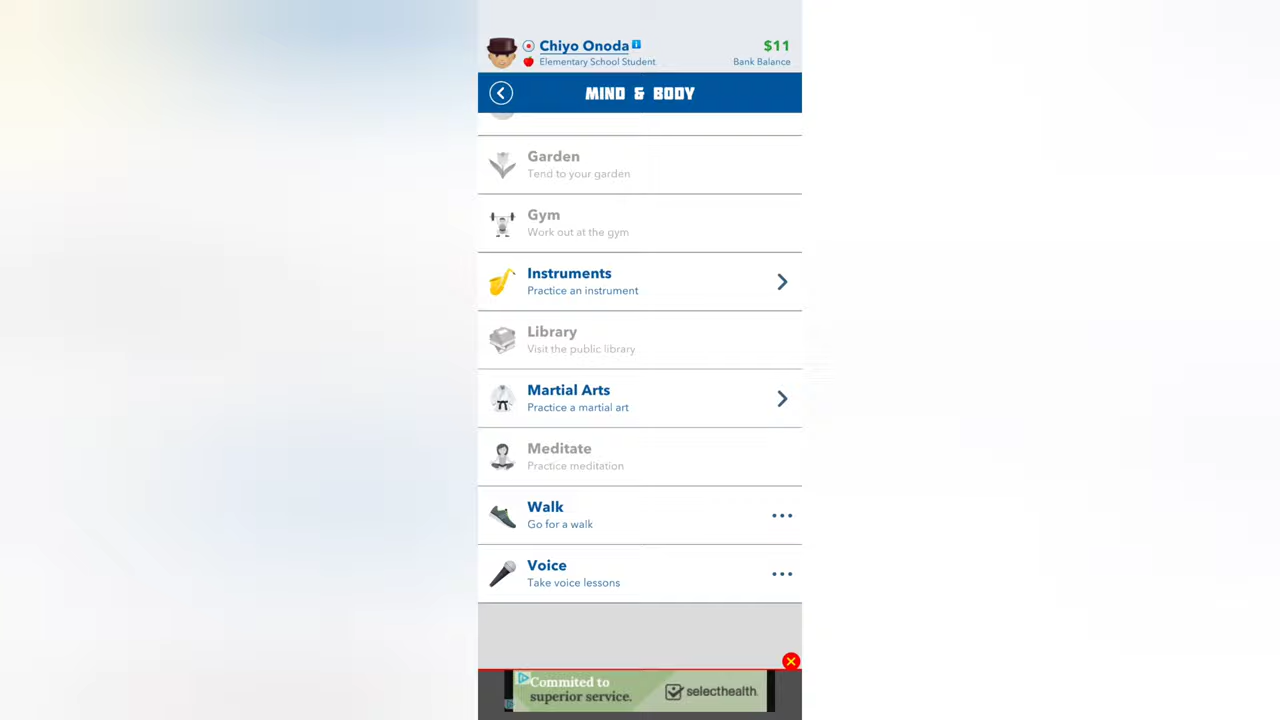 Chiyo Onoda
$11
Elementary School Student
Bank Balance
MIND & BODY
Garden
Tend to your garden
Gym
Work out at the gym
Instruments
Practice an instrument
Library
Visit the public library
Martial Arts
Practice a martial art
Meditate
Practice meditation
Walk
Go for a walk
Voice
Take voice lessons
Commited to
superior service.
selecthealth.